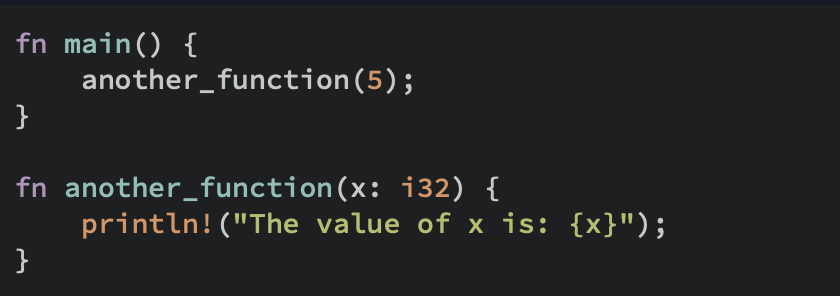 fn main() {
    another_function(5);
}

fn another_function(x: i32) {
    println!("The value of x is: {x}");
}